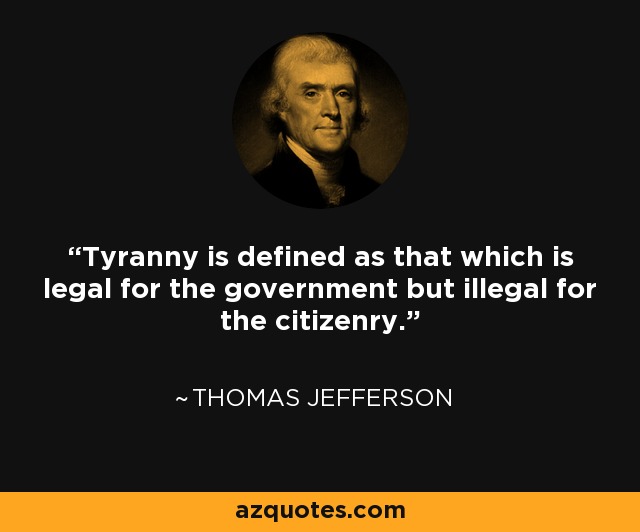 “Tyranny is defined as that which is
legal for the government but illegal for
the citizenry.”
~ THOMAS JEFFERSON
azquotes.com